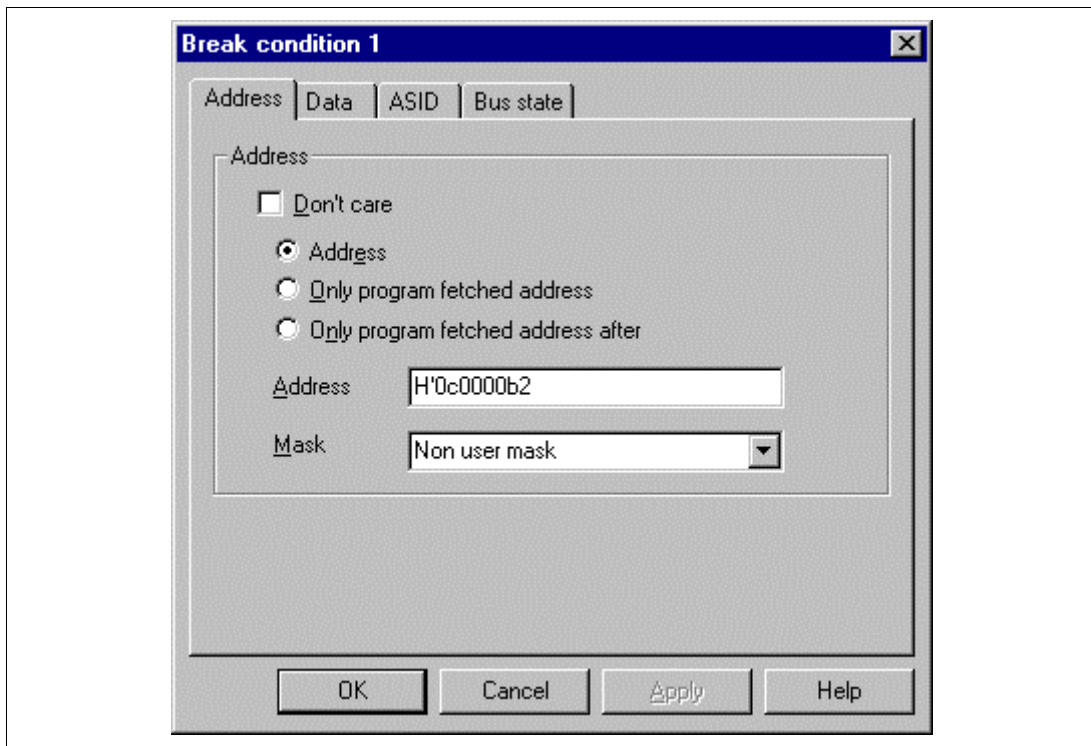 Break condition 1
Address Data ASID Bus state
Address
Don't care
Address
Only program fetched address
Only program fetched address after
Address H'0c0000b2
Mask Non user mask
OK Cancel Apply Help